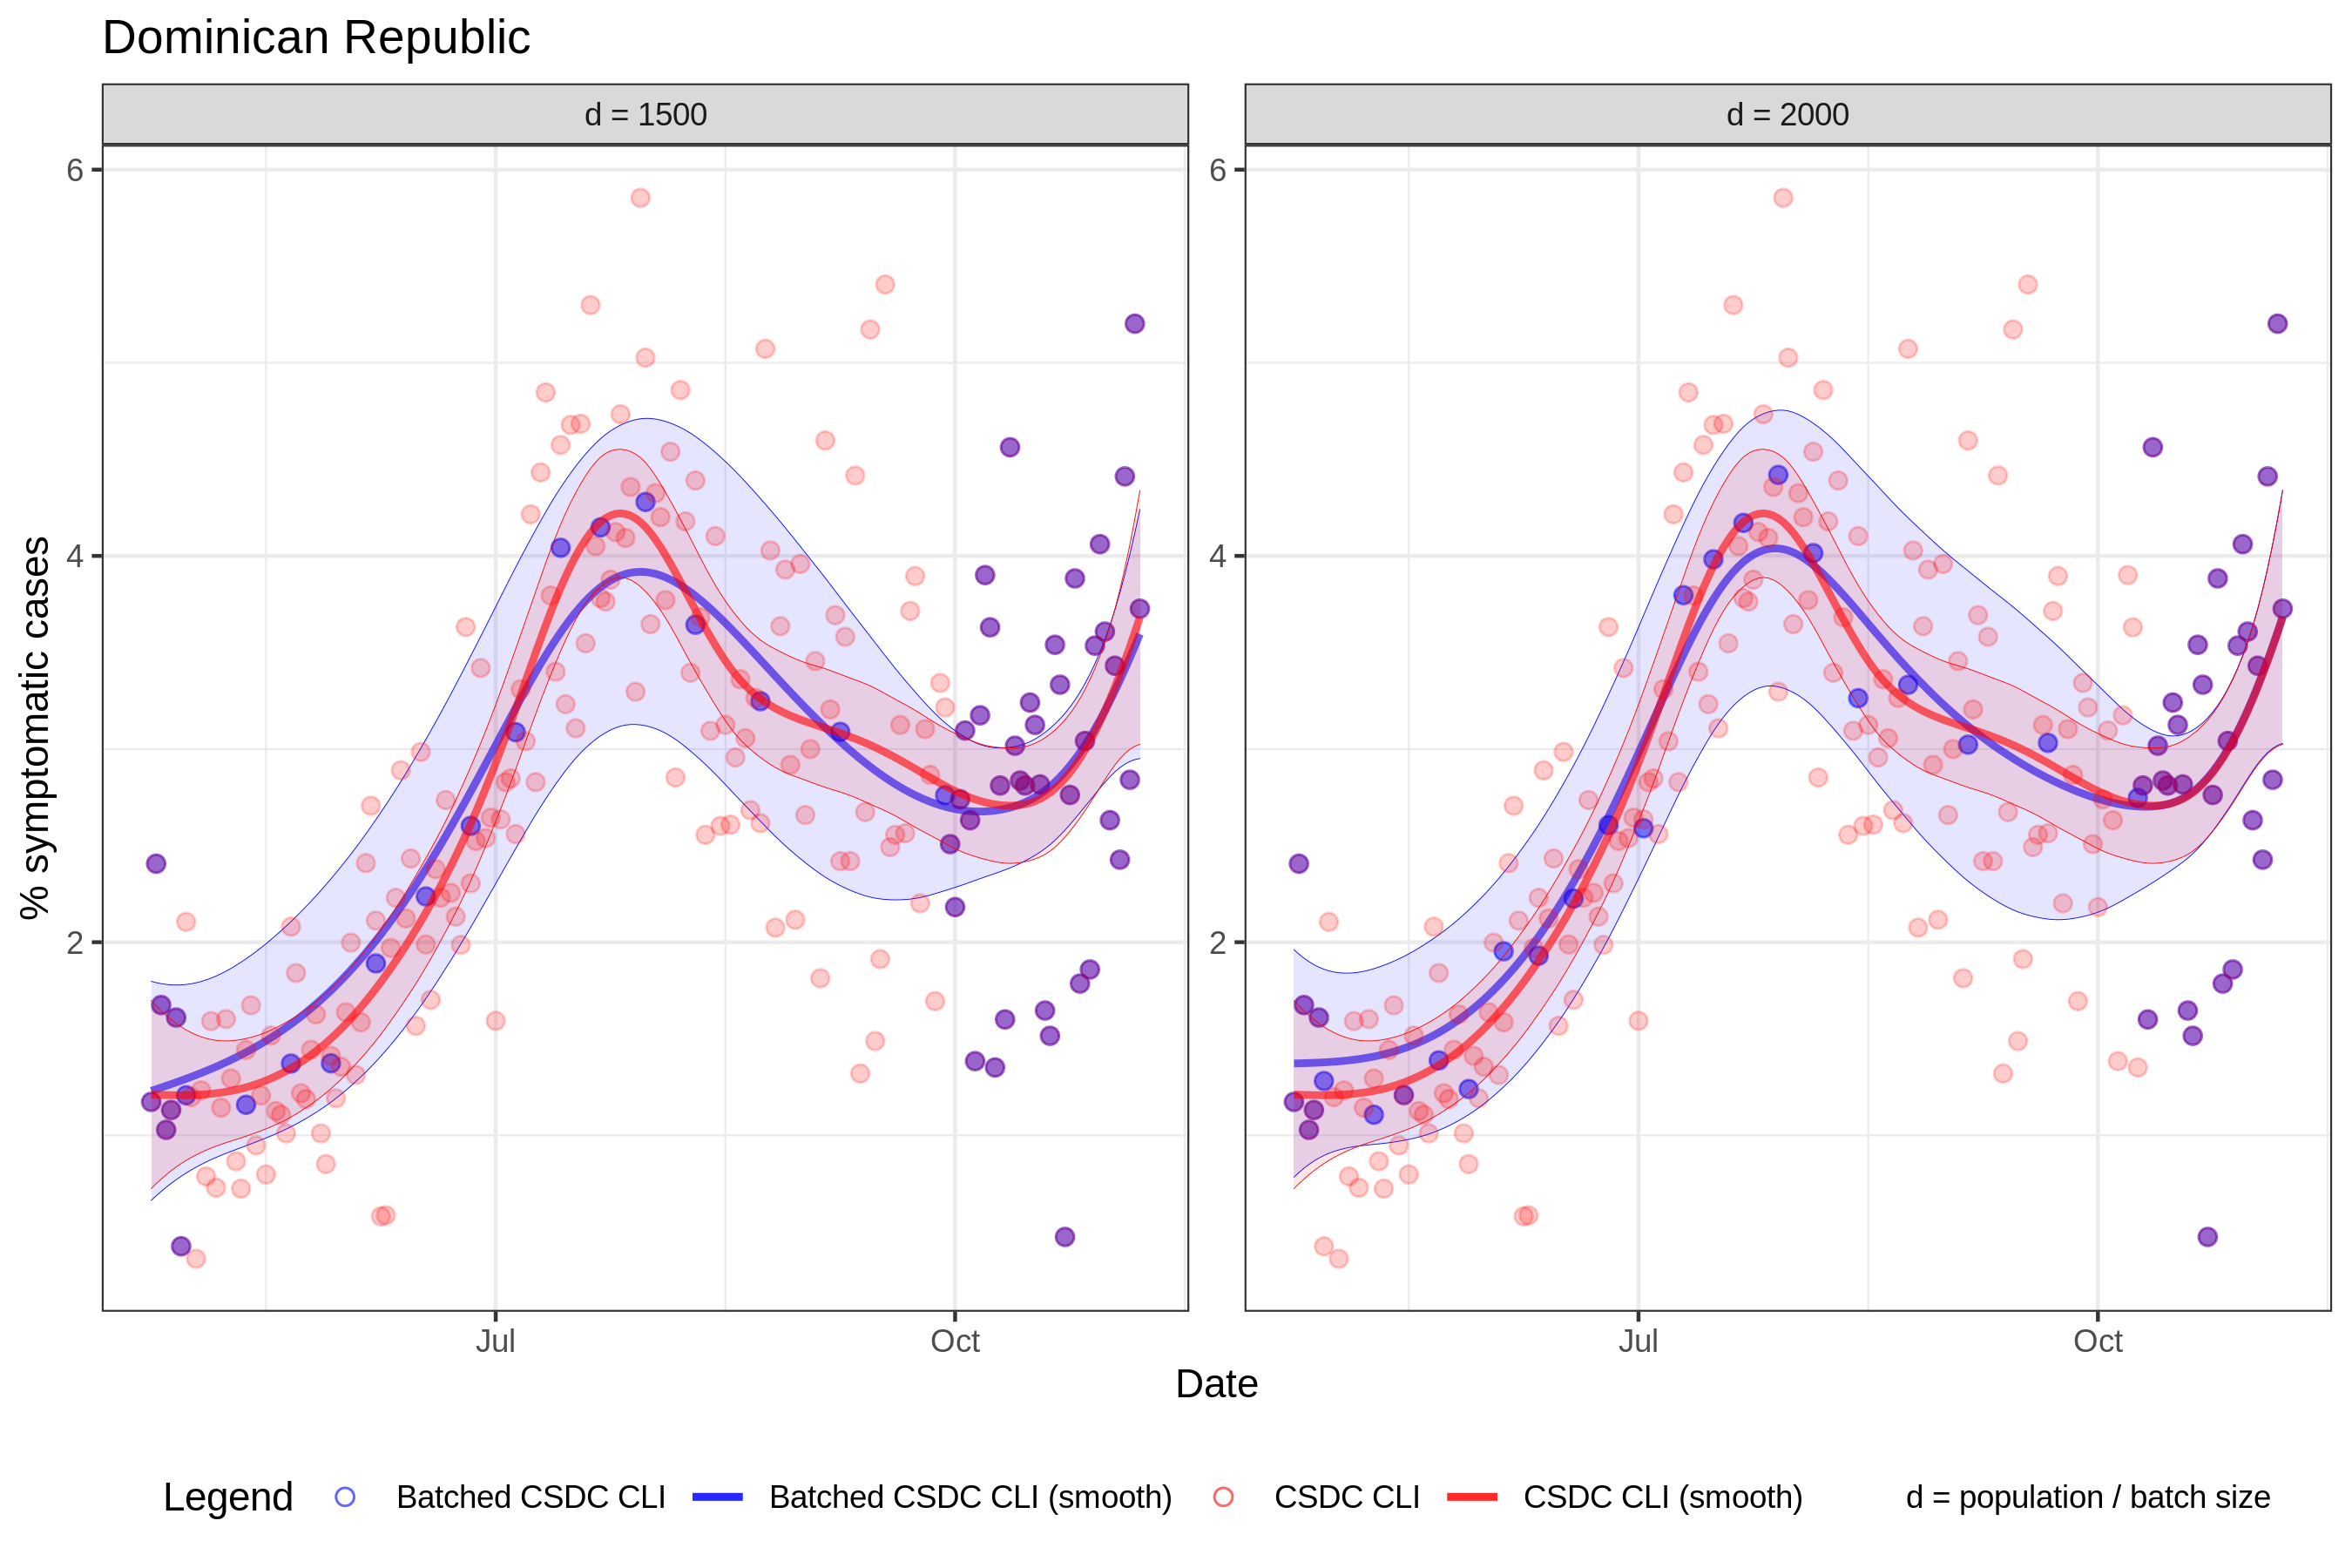 Dominican Republic
d = 1500
d = 2000
% symptomatic cases
6
4
2
6
4
2
Jul
Oct
Jul
Oct
Date
Legend
Batched CSDC CLI
Batched CSDC CLI (smooth)
CSDC CLI
CSDC CLI (smooth)
d = population / batch size